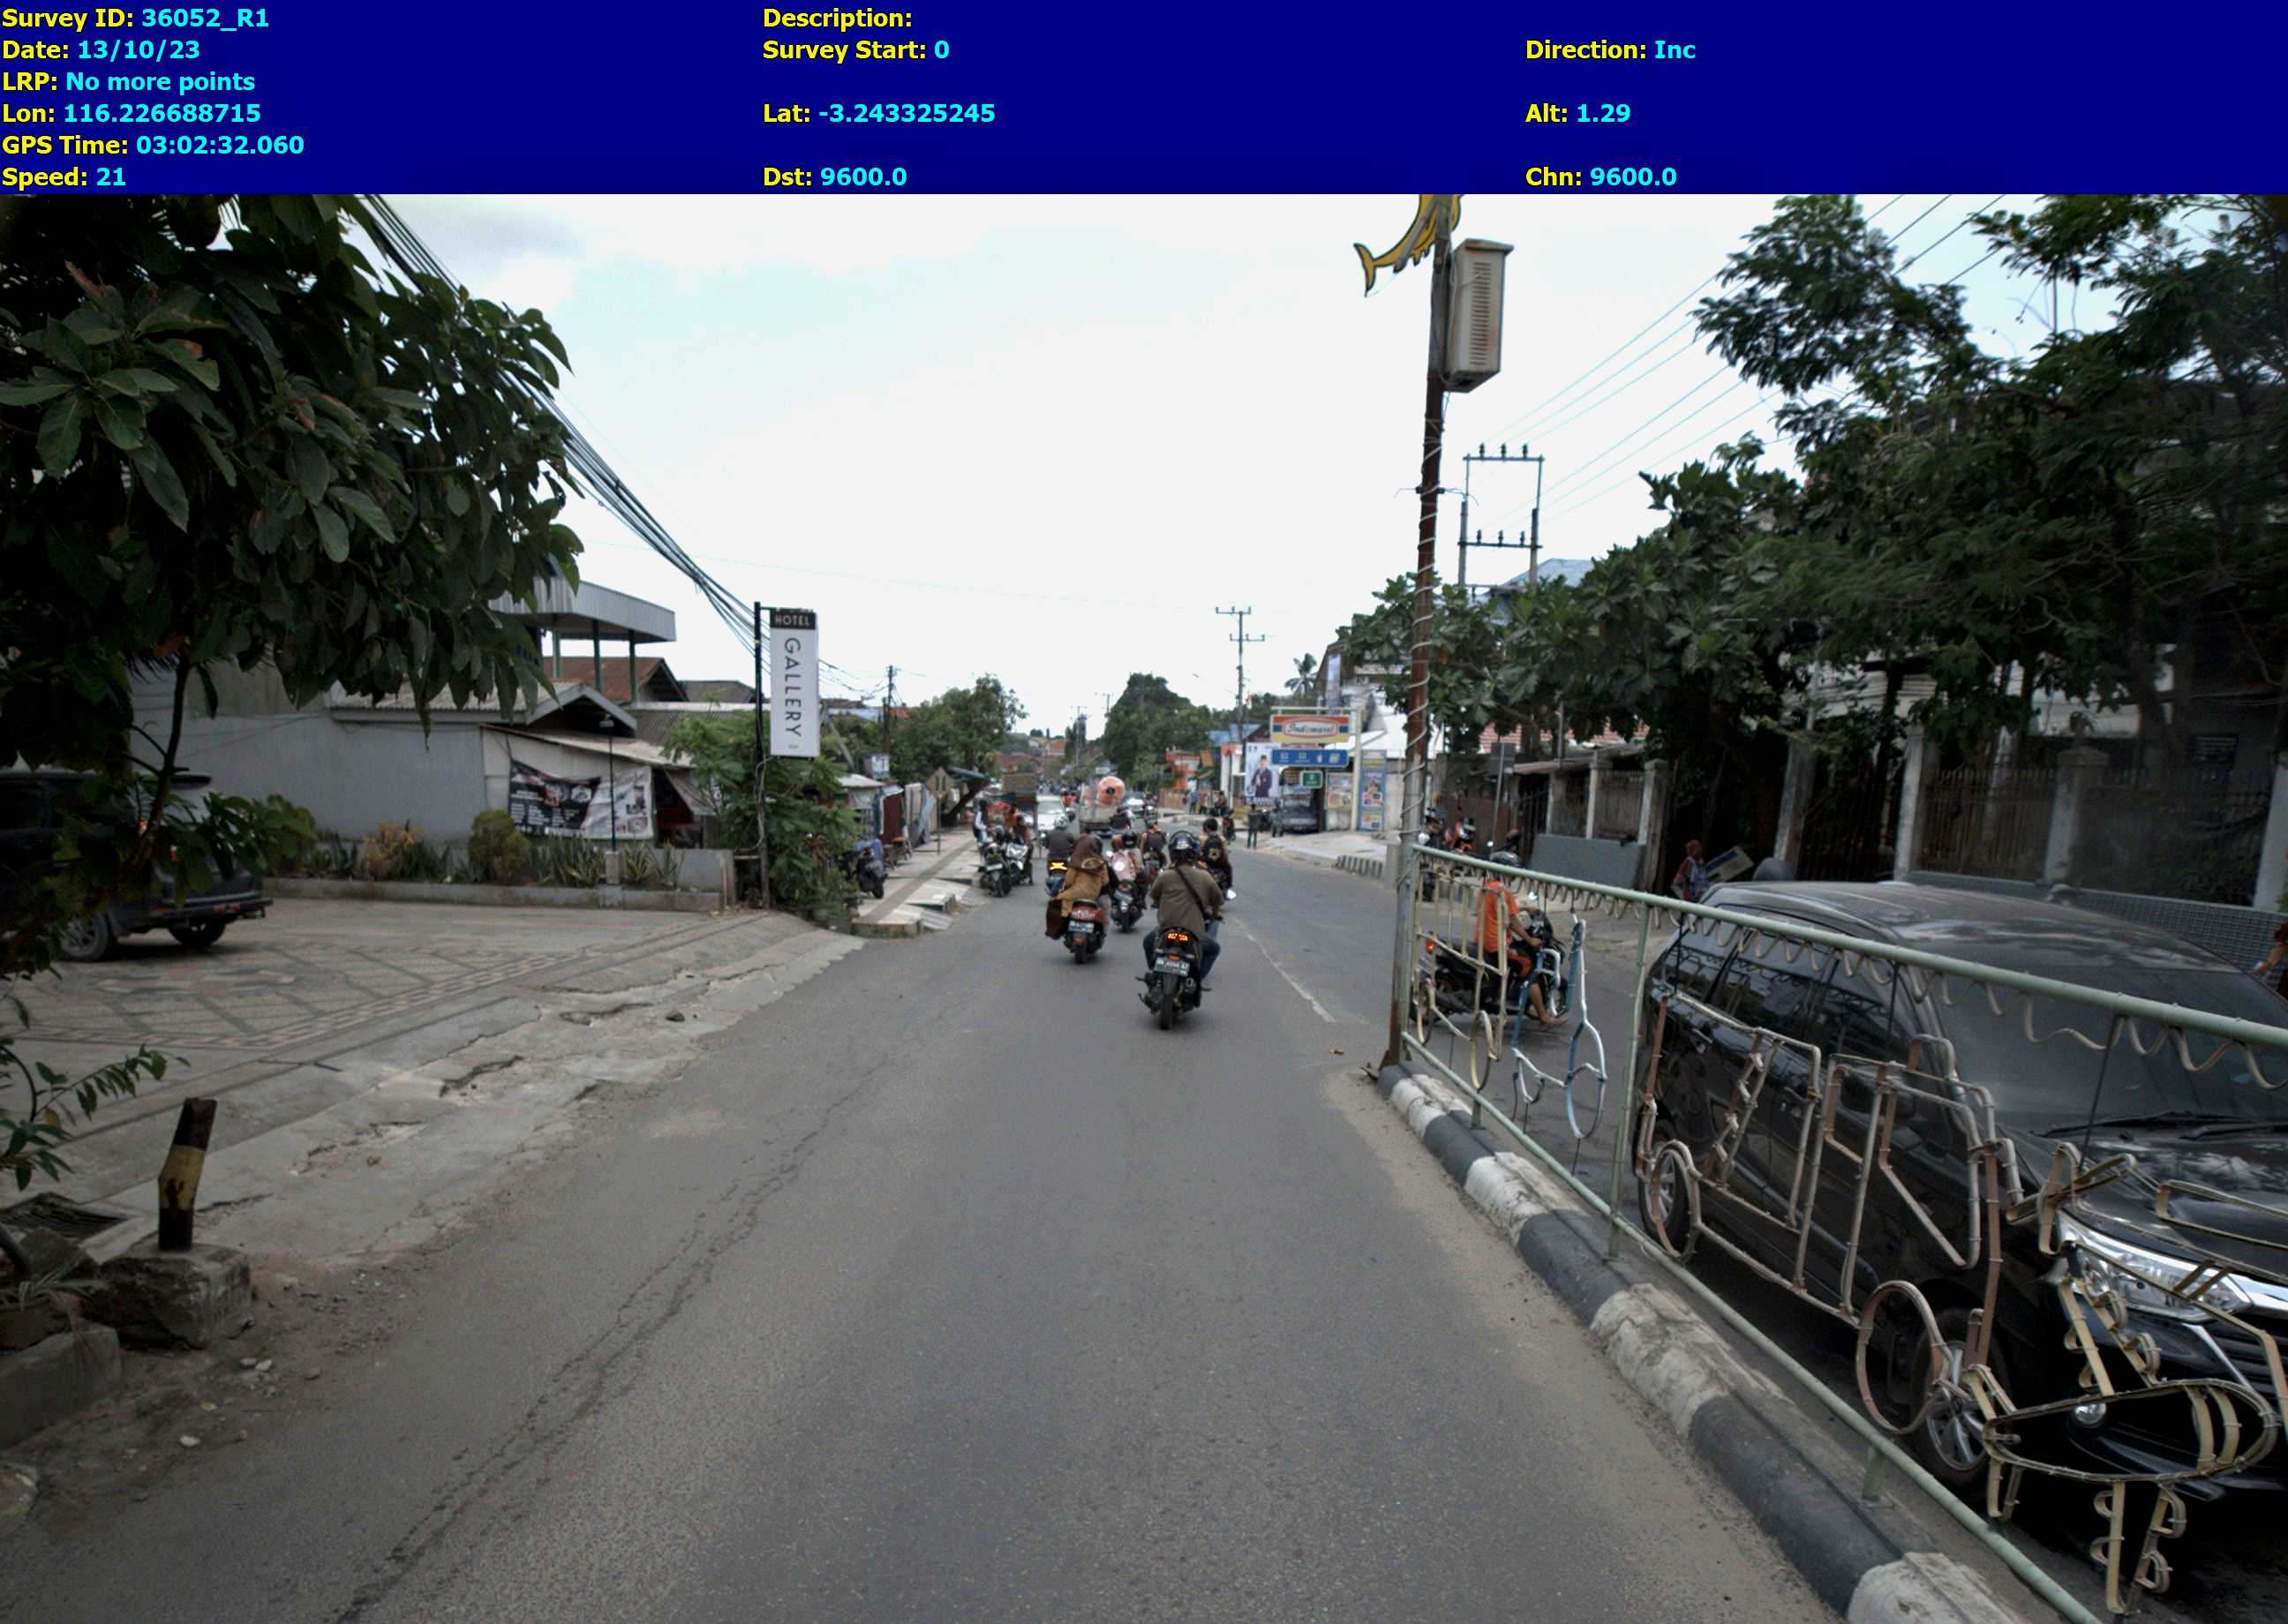 Survey ID: 36052_R1
Description:
Date: 13/10/23
Survey Start: 0
Direction: Inc
LRP: No more points
Lon: 116.226688715
Lat: -3.243325245
Alt: 1.29
GPS Time: 03:02:32.060
Speed: 21
Dst: 9600.0
Chn: 9600.0
HOTEL
GALLLERY
Indomaret